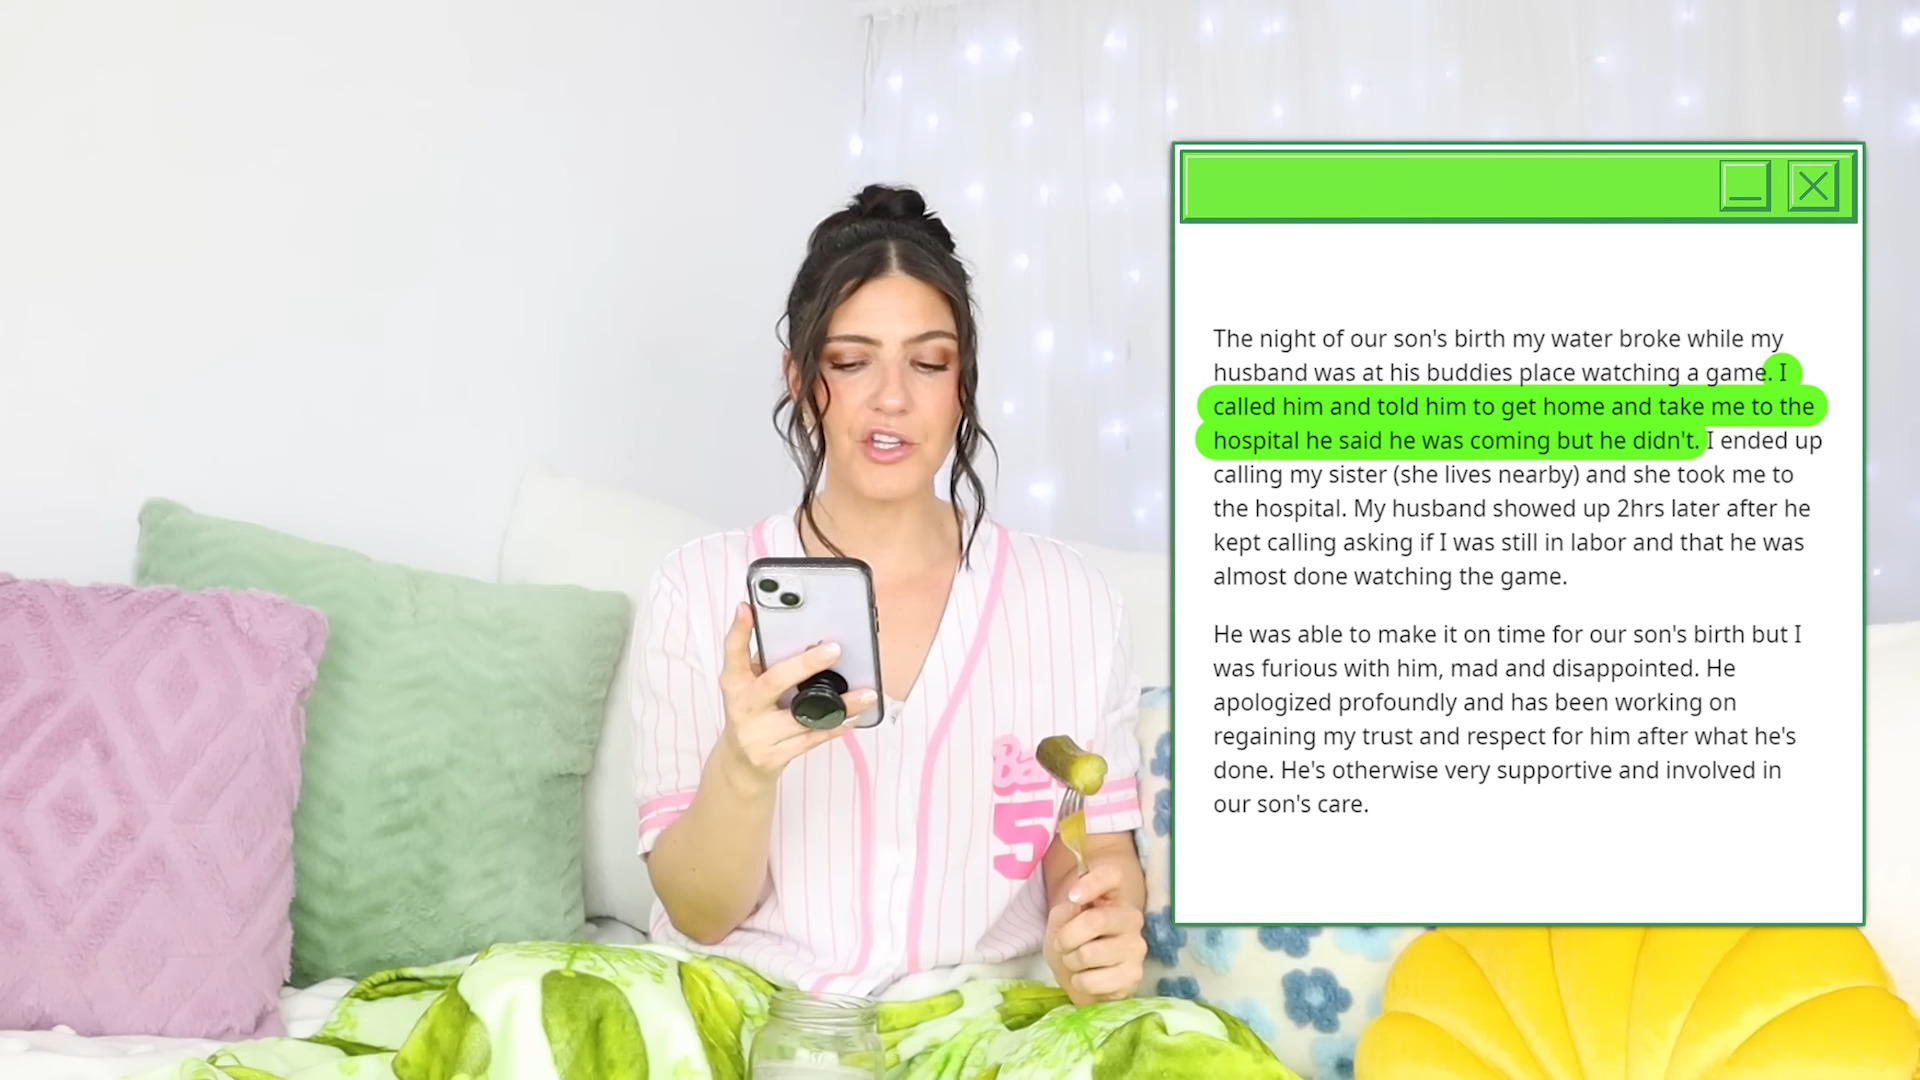 The night of our son's birth my water broke while my
husband was at his buddies place watching a game. I
called him and told him to get home and take me to the
hospital he said he was coming but he didn't. I ended up
calling my sister (she lives nearby) and she took me to
the hospital. My husband showed up 2hrs later after he
kept calling asking if I was still in labor and that he was
almost done watching the game.
He was able to make it on time for our son's birth but I
was furious with him, mad and disappointed. He
apologized profoundly and has been working on
regaining my trust and respect for him after what he's
done. He's otherwise very supportive and involved in
our son's care.
5